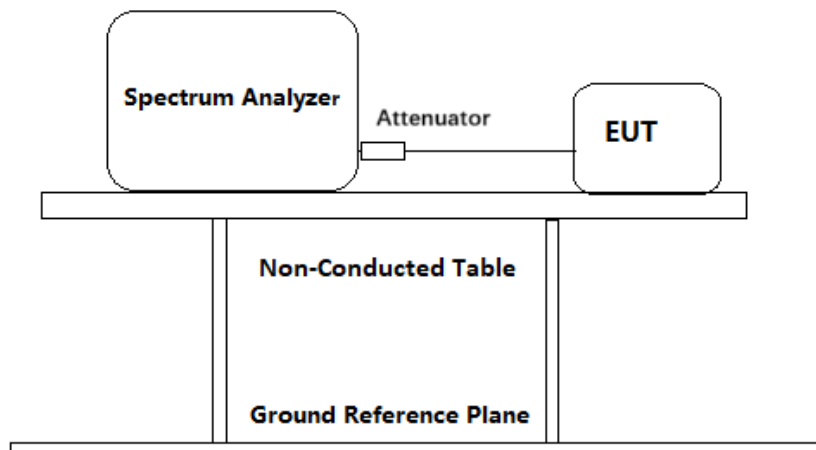 Spectrum Analyzer
Attenuator
EUT
Non-Conducted Table
Ground Reference Plane